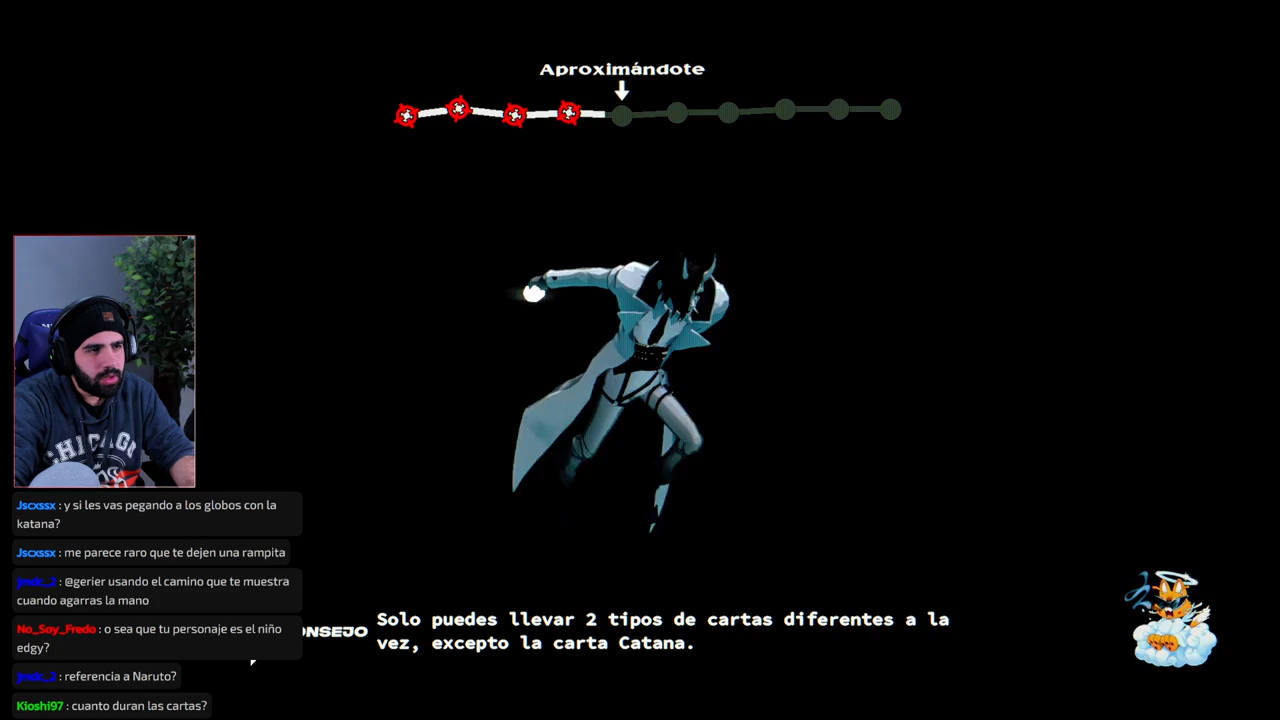 Aproximándote
Jscxssx : y si les vas pegando a los globos con la
katana?
Jscxssx : me parece raro que te dejen una rampita
jmdc_2 : @gerier usando el camino que te muestra
cuando agarras la mano
No_Soy_Fredo : o sea que tu personaje es el niño
edgy?
jmdc_2 : referencia a Naruto?
Kioshi97 : cuanto duran las cartas?
ONSEJO
Solo puedes llevar 2 tipos de cartas diferentes a la
vez, excepto la carta Catana.